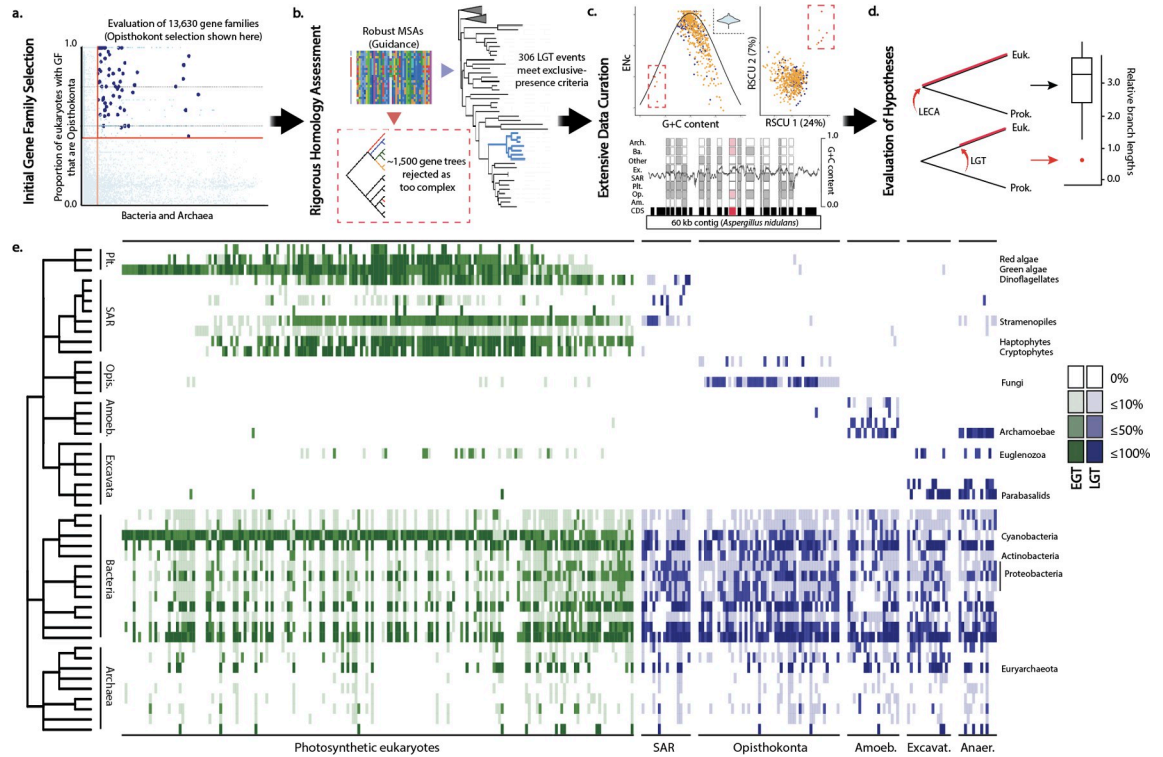 a.
Initial Gene Family Selection
Evaluation of 13,630 gene families
(Opisthokont selection shown here)
Proportion of eukaryotes with GF
that are Opisthokonta
1.0
0.0
Bacteria and Archaea
b.
Rigorous Homology Assessment
Robust MSAs
(Guidance)
306 LGT events
meet exclusive-
presence criteria
~1,500 gene trees
rejected as
too complex
c.
Extensive Data Curation
ENc
G+C content
RSCU 2 (7%)
RSCU 1 (24%)
Arch.
Ba.
Other
Ex.
SAR
Plt.
Op.
Am.
CDS
1.0
G+C content
0.0
60 kb contig (Aspergillus nidulans)
d.
Evaluation of Hypotheses
Euk.
LECA
Prok.
Euk.
LGT
Prok.
3.0
2.0
1.0
0.0
Relative branch lengths
e.
Plt.
SAR
Opis.
Amoeb.
Excavata
Bacteria
Archaea
Red algae
Green algae
Dinoflagellates
Stramenopiles
Haptophytes
Cryptophytes
Fungi
Archamoebae
Euglenozoa
Parabasalids
Cyanobacteria
Actinobacteria
Proteobacteria
Euryarchaeota
0%
≤10%
≤50%
≤100%
EGT
LGT
Photosynthetic eukaryotes
SAR
Opisthokonta
Amoeb.
Excavat.
Anaer.